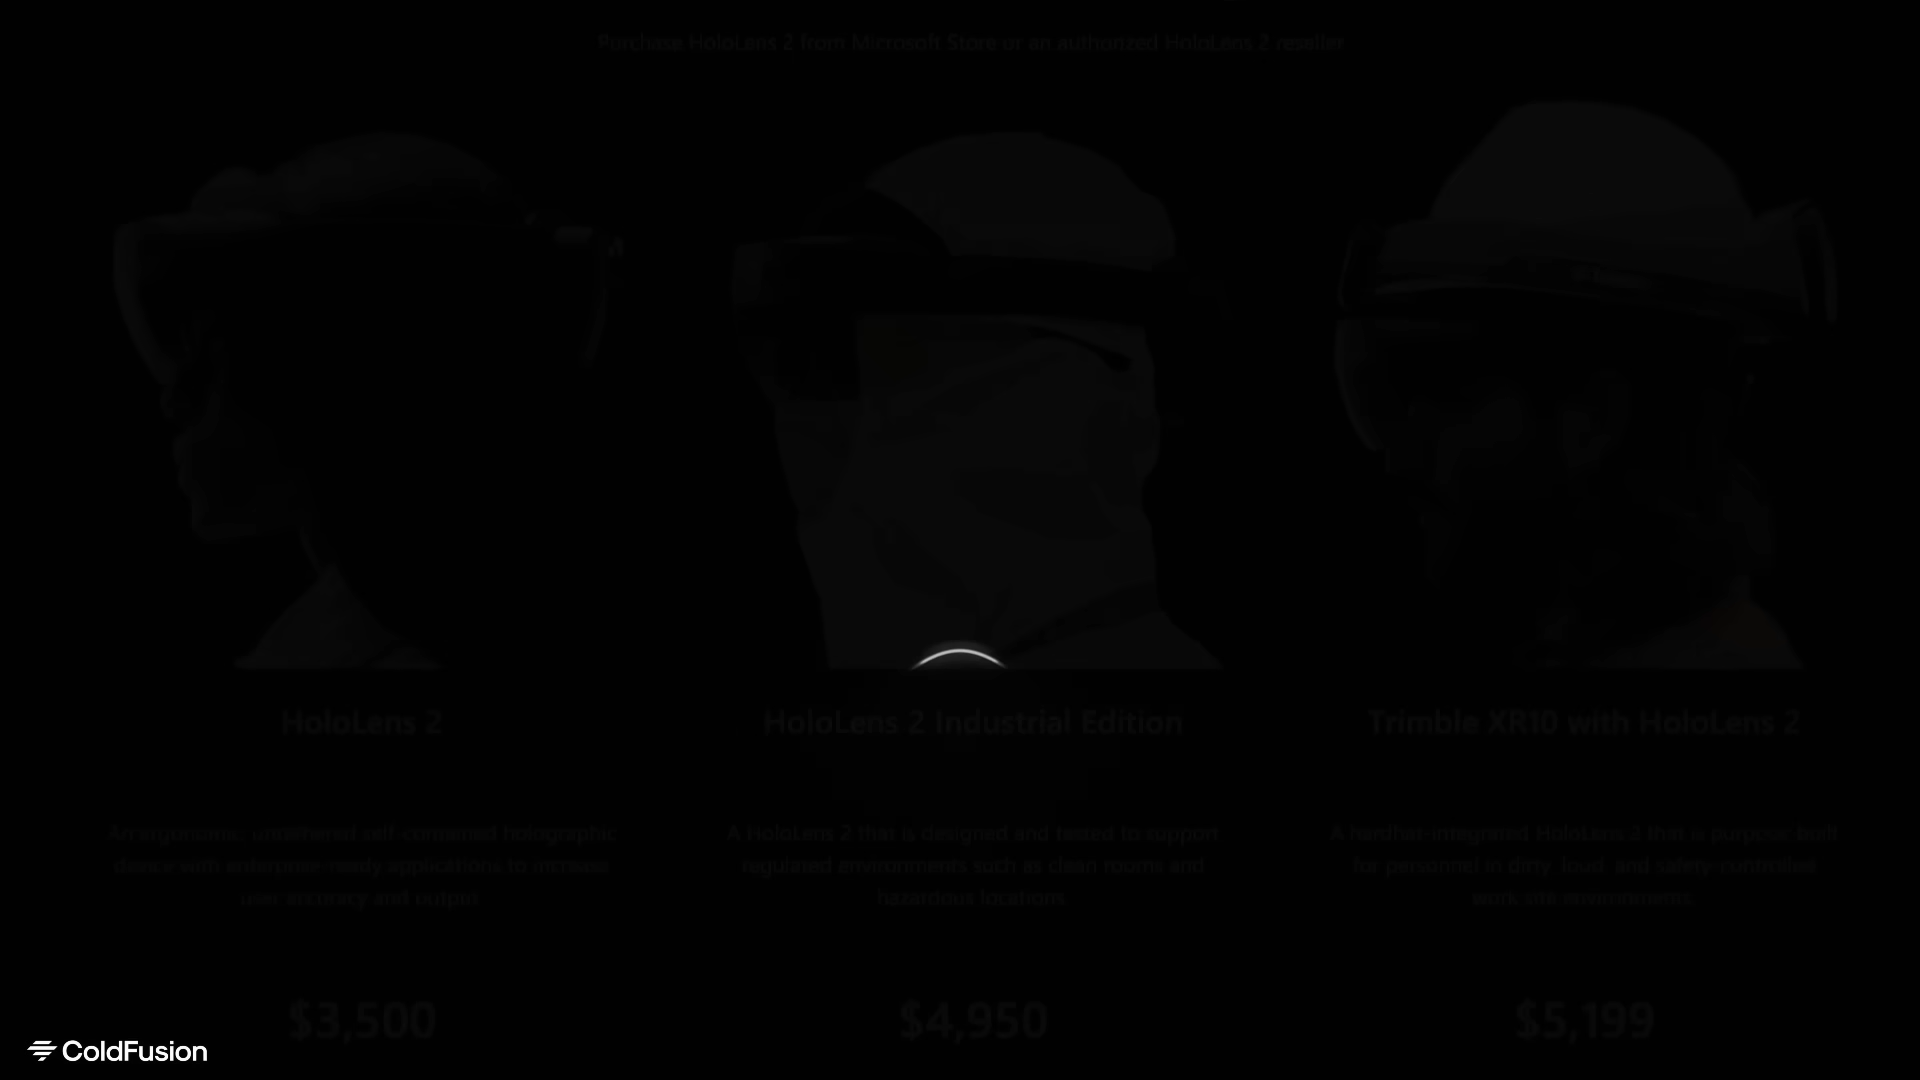 Purchase HoloLens 2 from Microsoft Store or an authorized HoloLens 2 reseller
HoloLens 2
HoloLens 2 Industrial Edition
Trimble XR10 with HoloLens 2
An ergonomic, untethered self-contained holographic
device with enterprise-ready applications to increase
user accuracy and output.
A HoloLens 2 that is designed and tested to support
regulated environments such as clean rooms and
hazardous locations.
A hardhat-integrated HoloLens 2 that is purpose-built
for personnel in dirty, loud, and safety-controlled
work site environments.
$3,500
$4,950
$5,199
ColdFusion